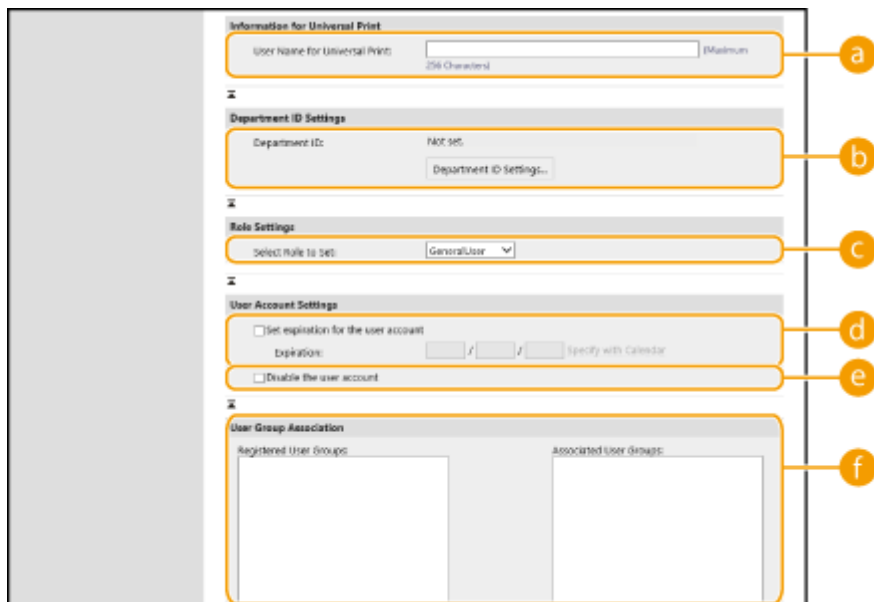 Information for Universal Print
User Name for Universal Print: (Maximum
256 Characters)
a
Department ID Settings
Department ID: Not set.
Department ID Settings...
b
Role Settings
Select Role to Set: GeneralUser
c
User Account Settings
Set expiration for the user account
Expiration: / / Specify with Calendar
d
Disable the user account
e
User Group Association
Registered User Groups: Associated User Groups:
f